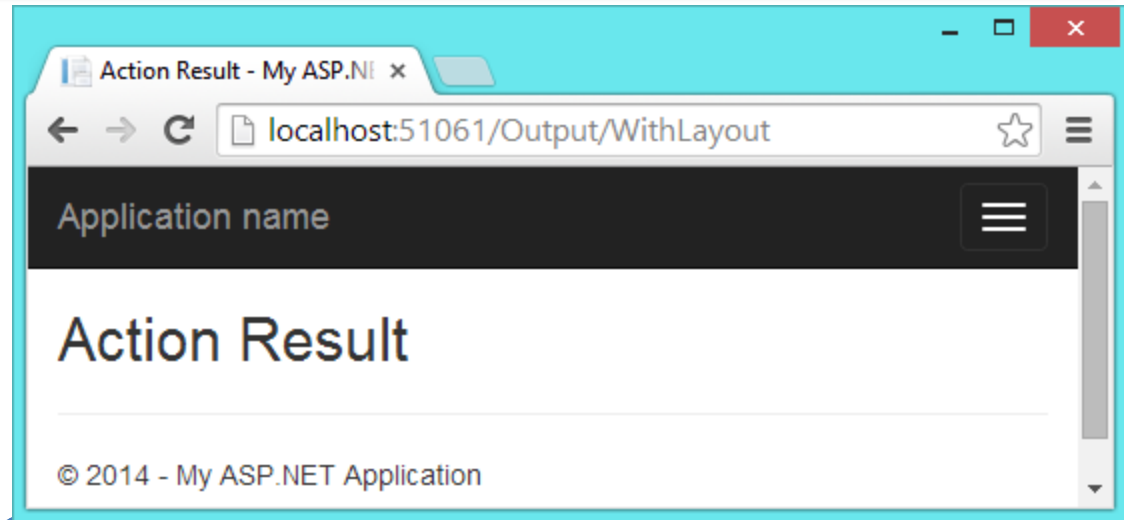 Action Result - My ASP.NE
localhost:51061/Output/WithLayout
Application name
Action Result
© 2014 - My ASP.NET Application